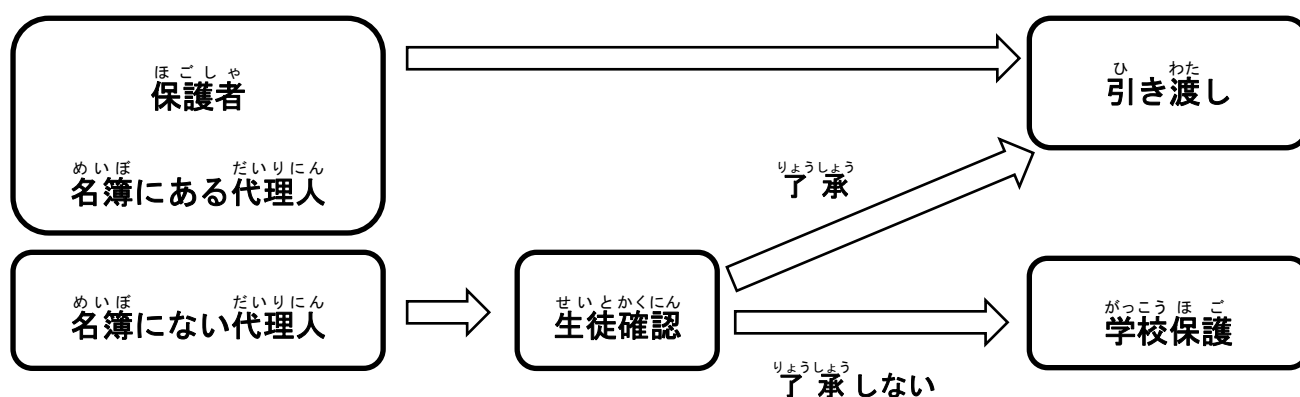 ほごしゃ
保護者
めいぼ だいりにん
名簿にある代理人
ひ わた
引き渡し
りょうしょう
了承
めいぼ だいりにん
名簿にない代理人
せいとかくにん
生徒確認
がっこうほご
学校保護
りょうしょう
了承しない